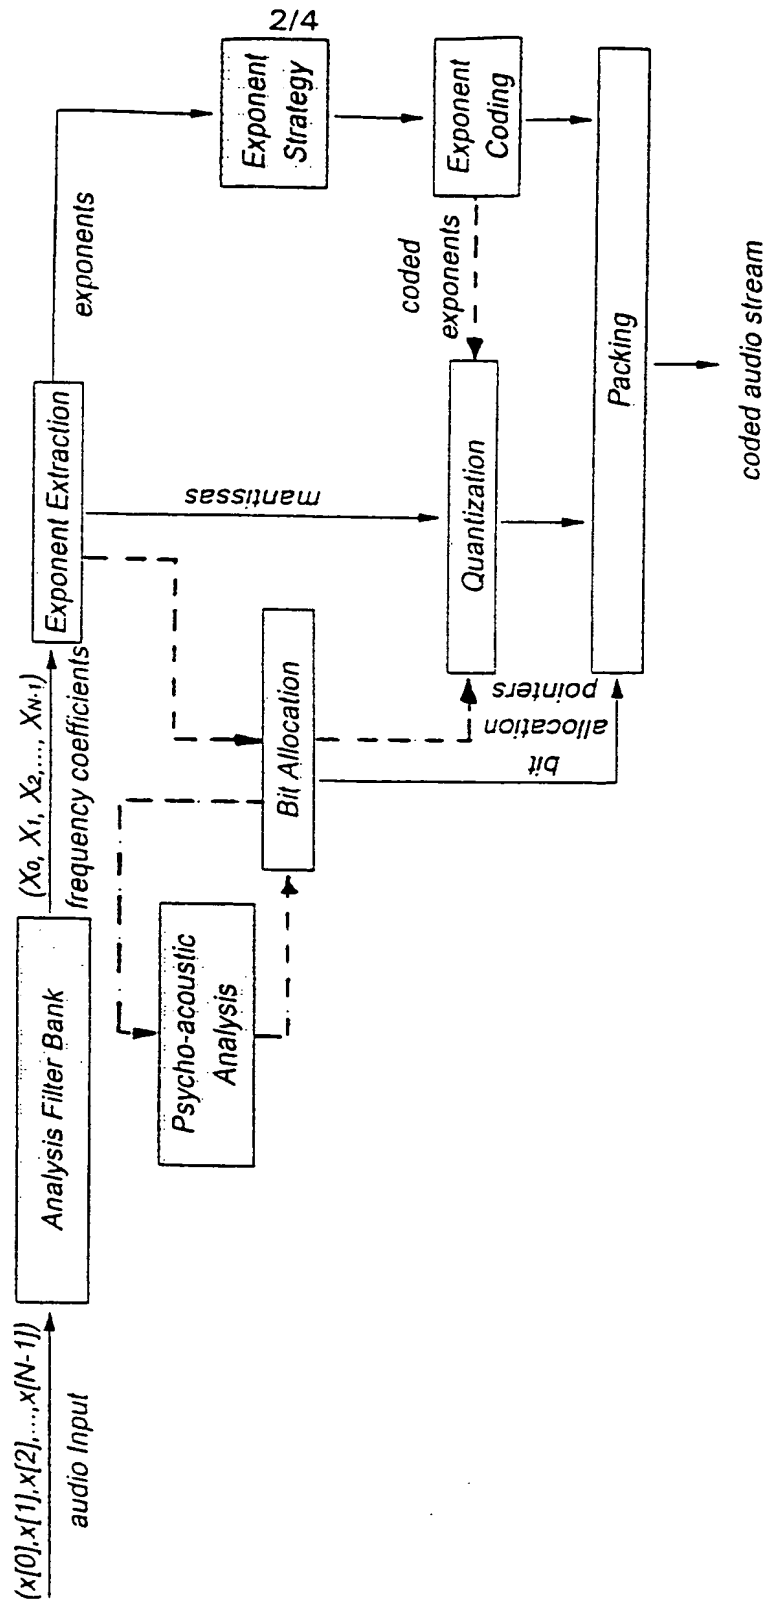 2/4
(x[0],x[1],x[2],...,x[N-1])
audio Input
Analysis Filter Bank
(X0, X1, X2,..., XN-1)
frequency coefficients
Exponent Extraction
exponents
Exponent
Strategy
Psycho-acoustic
Analysis
Bit Allocation
mantissas
coded
exponents
Exponent
Coding
Quantization
bit
allocation
pointers
Packing
coded audio stream